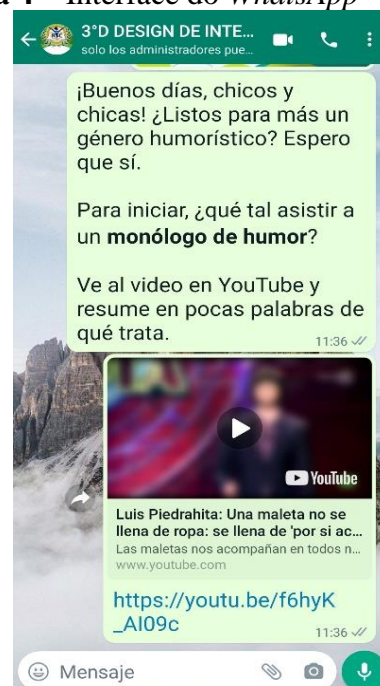 Interface do WhatsApp
3°D DESIGN DE INTE...
solo los administradores pue...
¡Buenos días, chicos y
chicas! ¿Listos para más un
género humorístico? Espero
que sí.
Para iniciar, ¿qué tal asistir a
un monólogo de humor?
Ve al video en YouTube y
resume en pocas palabras de
qué trata.
11:36
YouTube
Luis Piedrahita: Una maleta no se
llena de ropa: se llena de 'por si ac...
Las maletas nos acompañan en todos n...
www.youtube.com
https://youtu.be/f6hyK
_AI09c
11:36
Mensaje